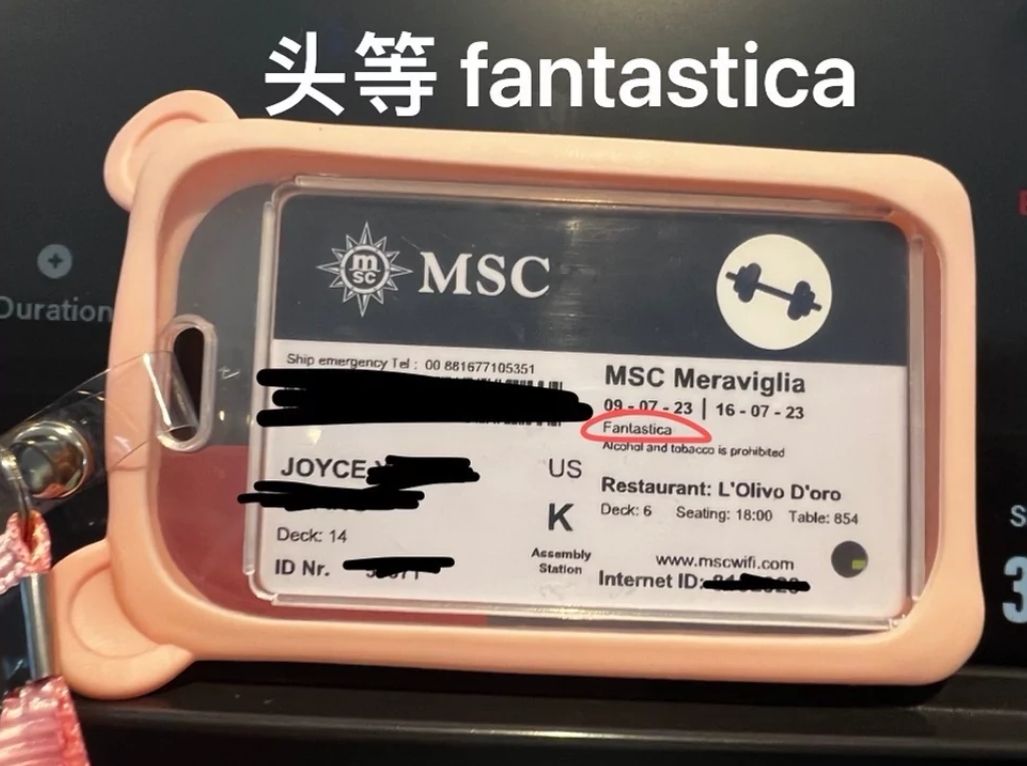 头等 fantastica
Duration
MSC
MSC
Ship emergency Tel : 00 881677105351
MSC Meraviglia
09 - 07 - 23 | 16 - 07 - 23
Fantastica
Alcohol and tobacco is prohibited
JOYCE
US
Restaurant: L'Olivo D'oro
Deck: 6 Seating: 18:00 Table: 854
K
Deck: 14
Assembly
Station
ID Nr.
www.mscwifi.com
Internet ID:
S
3